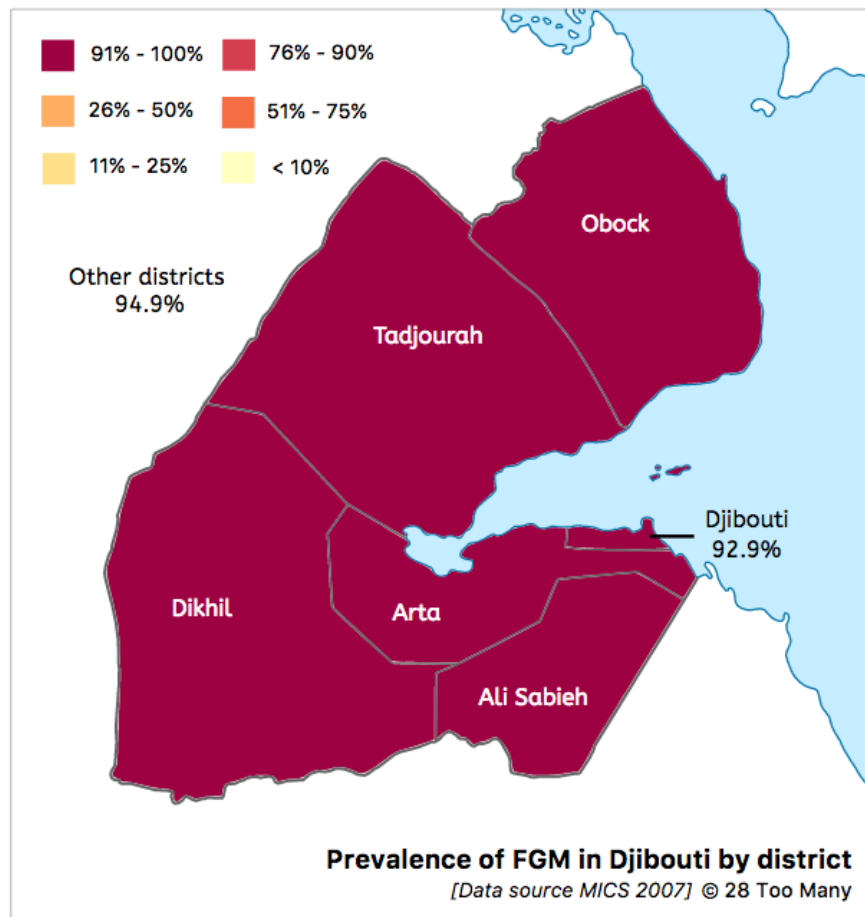 91% - 100%
76% - 90%
26% - 50%
51% - 75%
11% - 25%
< 10%
Obock
Other districts
94.9%
Tadjourah
Djibouti
92.9%
Dikhil
Arta
Ali Sabieh
Prevalence of FGM in Djibouti by district
[Data source MICS 2007] © 28 Too Many